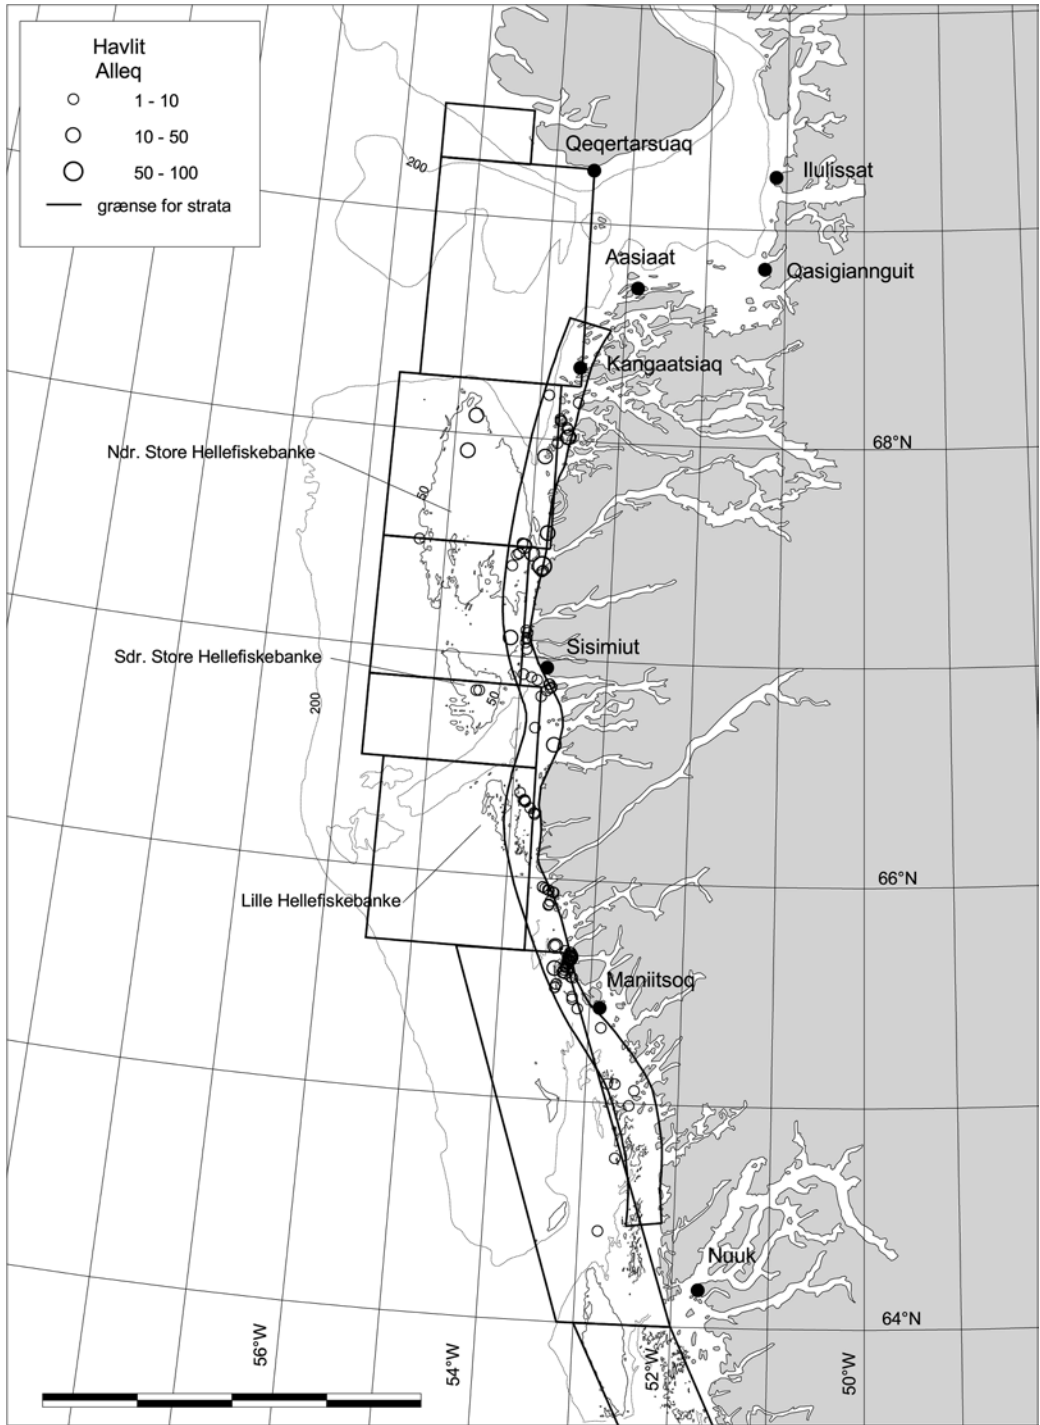 Havlit
Alleq
1 - 10
10 - 50
50 - 100
grænse for strata
Qeqertarsuaq
Ilulissat
200
50
Aasiaat
Qasigiannguit
Kangaatsiaq
68°N
Ndr. Store Hellefiskebanke
50
Sisimiut
Sdr. Store Hellefiskebanke
50
200
66°N
Lille Hellefiskebanke
Maniitsoq
Nuuk
64°N
56°W
54°W
52°W
50°W